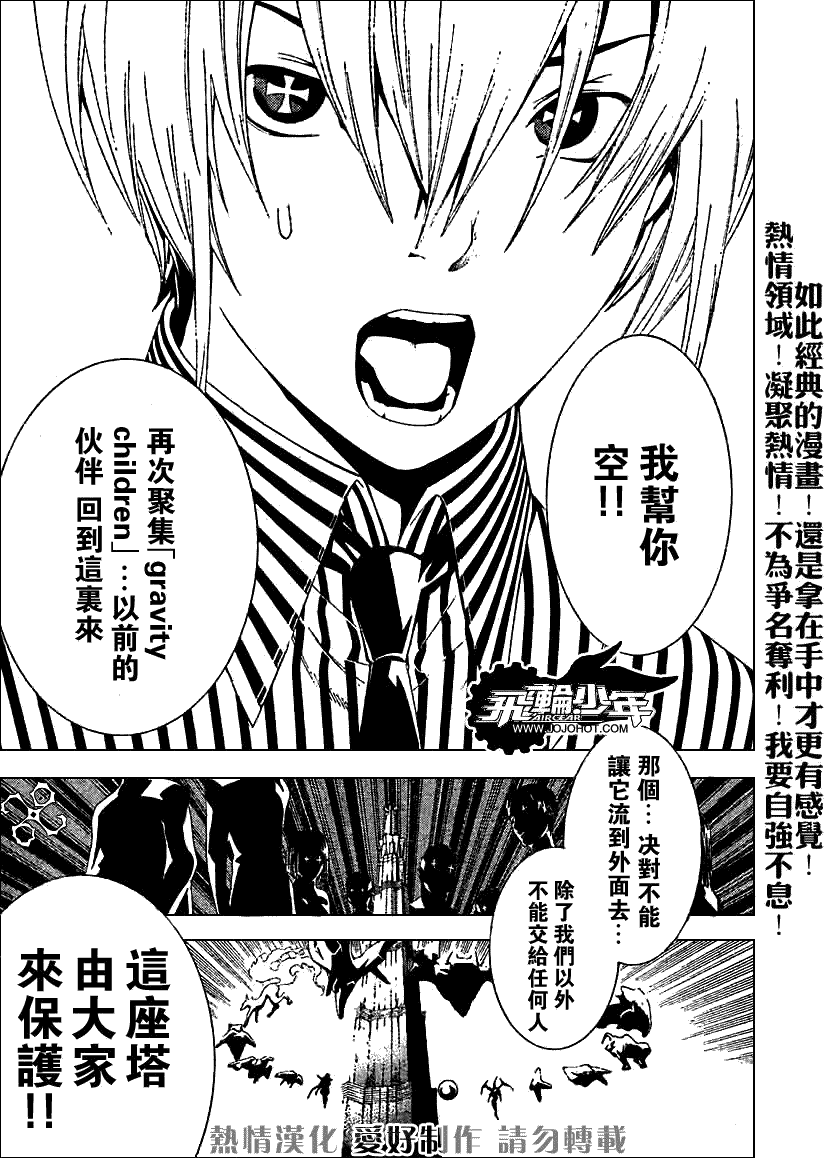 我幫你
空!!
再次聚集「gravity
children」…以前的
伙伴 回到這裏來
飛輪少年
AIRGEAR
WWW.JOJOHOT.COM
那個… 决對不能
讓它流到外面去…
除了我們以外
不能交給任何人
這座塔
由大家
來保護!!
如此經典的漫畫！還是拿在手中才更有感覺！
熱情領域！凝聚熱情！不為爭名奪利！我要自強不息！
熱情漢化 愛好制作 請勿轉載